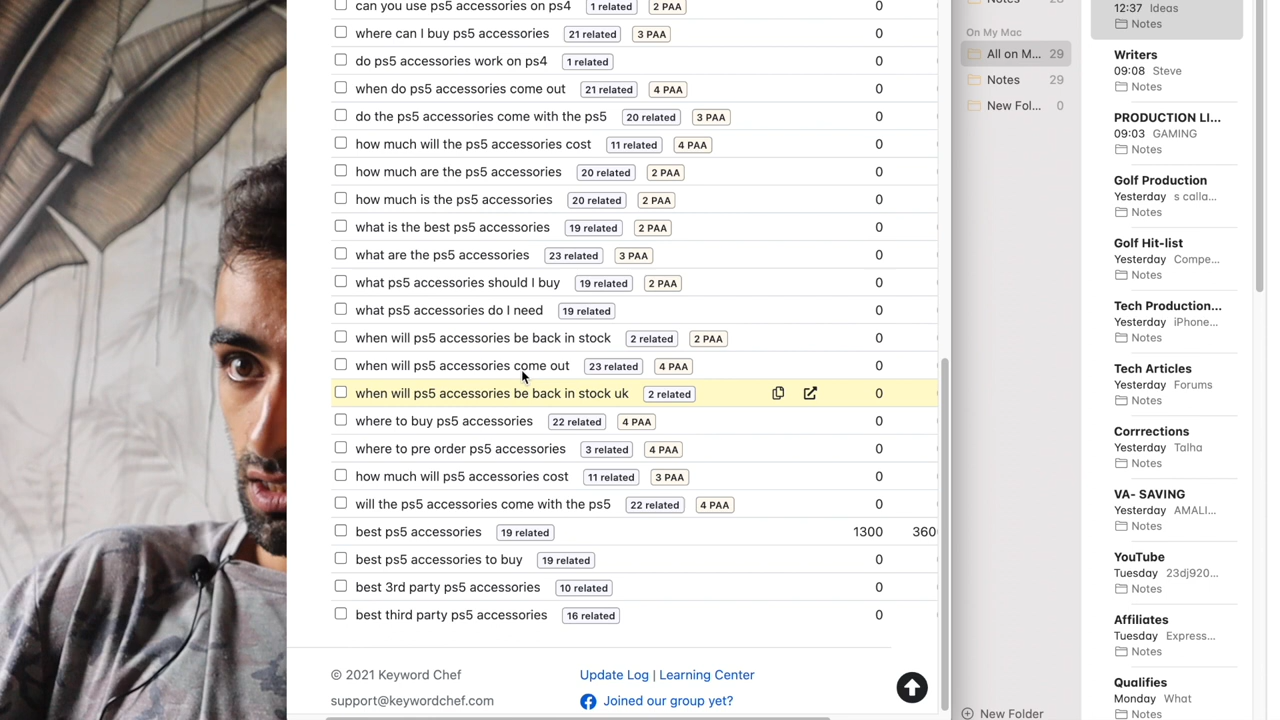 can you use ps5 accessories on ps4 1 related 2 PAA 0
where can I buy ps5 accessories 21 related 3 PAA 0
do ps5 accessories work on ps4 1 related 0
when do ps5 accessories come out 21 related 4 PAA 0
do the ps5 accessories come with the ps5 20 related 3 PAA 0
how much will the ps5 accessories cost 11 related 4 PAA 0
how much are the ps5 accessories 20 related 2 PAA 0
how much is the ps5 accessories 20 related 2 PAA 0
what is the best ps5 accessories 19 related 2 PAA 0
what are the ps5 accessories 23 related 3 PAA 0
what ps5 accessories should I buy 19 related 2 PAA 0
what ps5 accessories do I need 19 related 0
when will ps5 accessories be back in stock 2 related 2 PAA 0
when will ps5 accessories come out 23 related 4 PAA 0
when will ps5 accessories be back in stock uk 2 related 0
where to buy ps5 accessories 22 related 4 PAA 0
where to pre order ps5 accessories 3 related 4 PAA 0
how much will ps5 accessories cost 11 related 3 PAA 0
will the ps5 accessories come with the ps5 22 related 4 PAA 0
best ps5 accessories 19 related 1300 360
best ps5 accessories to buy 19 related 0
best 3rd party ps5 accessories 10 related 0
best third party ps5 accessories 16 related 0
© 2021 Keyword Chef
support@keywordchef.com
Update Log | Learning Center
Joined our group yet?
Notes
On My Mac
All on M... 29
Notes 29
New Fol... 0
New Folder
12:37 Ideas
Notes
Writers
09:08 Steve
Notes
PRODUCTION LI...
09:03 GAMING
Notes
Golf Production
Yesterday s calla...
Notes
Golf Hit-list
Yesterday Compe...
Notes
Tech Production...
Yesterday iPhone...
Notes
Tech Articles
Yesterday Forums
Notes
Corrrections
Yesterday Talha
Notes
VA- SAVING
Yesterday AMALI...
Notes
YouTube
Tuesday 23dj920...
Notes
Affiliates
Tuesday Express...
Notes
Qualifies
Monday What
Notes